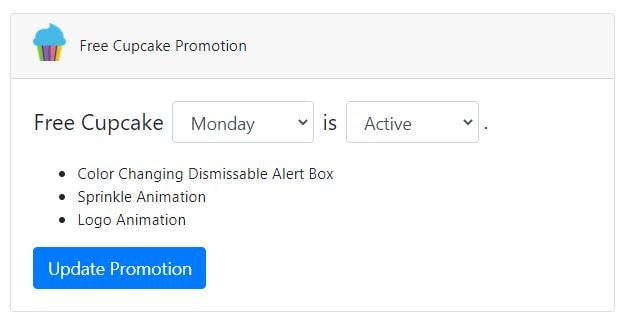 Free Cupcake Promotion
Free Cupcake Monday is Active .
Color Changing Dismissable Alert Box
Sprinkle Animation
Logo Animation
Update Promotion